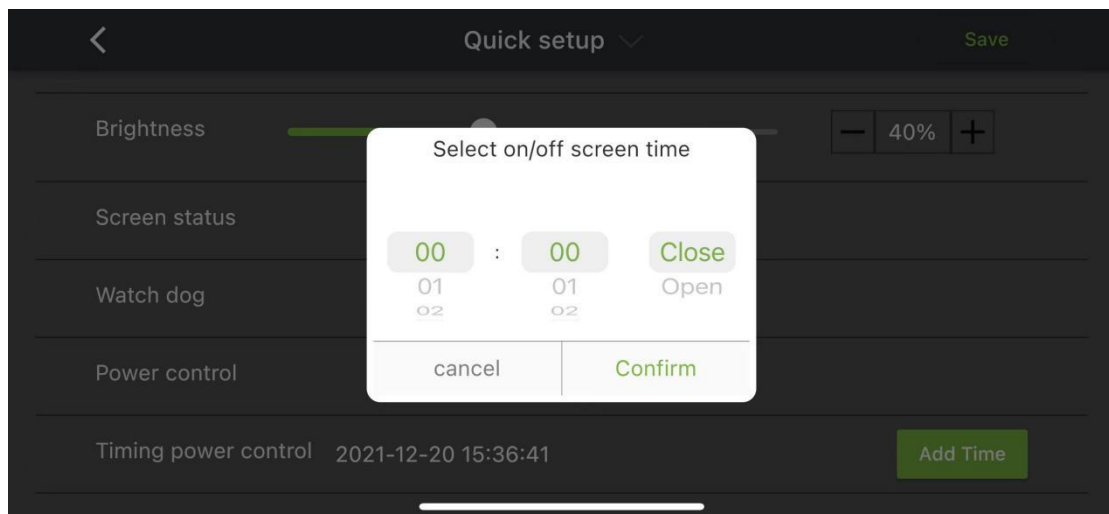 Quick setup
Save
Brightness
40%
Select on/off screen time
Screen status
00 : 00 Close
01 01 Open
02 02
Watch dog
Power control
cancel Confirm
Timing power control 2021-12-20 15:36:41 Add Time